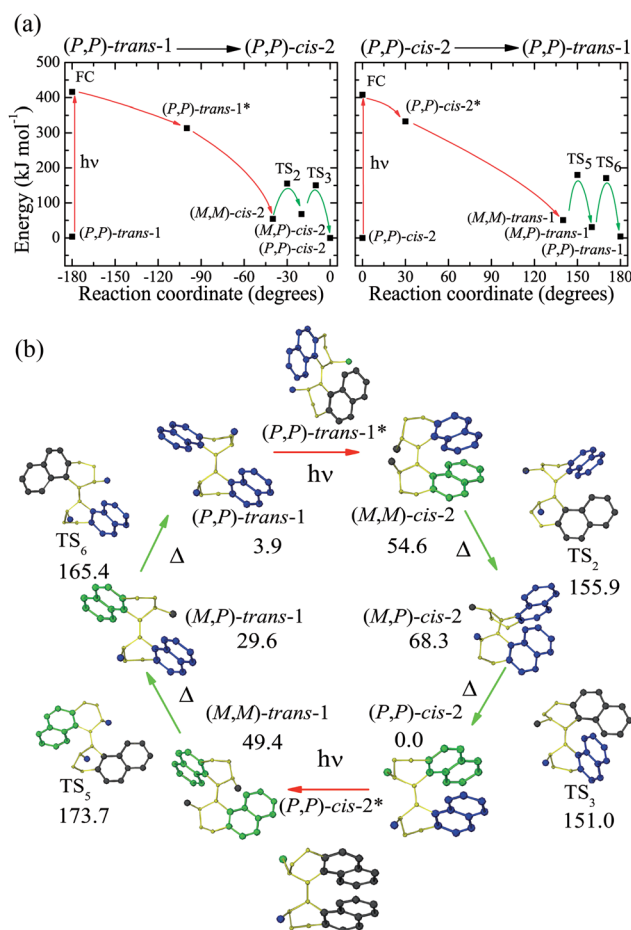 (a)
(P,P)-trans-1 → (P,P)-cis-2
(P,P)-cis-2 → (P,P)-trans-1
Energy (kJ mol⁻¹)
500
400
300
200
100
0
FC
hν
(P,P)-trans-1*
TS₂ TS₃
(M,M)-cis-2
(M,P)-cis-2
(P,P)-cis-2
(P,P)-trans-1
-180 -150 -120 -90 -60 -30 0
Reaction coordinate (degrees)
FC
hν
(P,P)-cis-2*
TS₅ TS₆
(M,M)-trans-1
(M,P)-trans-1
(P,P)-trans-1
(P,P)-cis-2
0 30 60 90 120 150 180
Reaction coordinate (degrees)
(b)
(P,P)-trans-1*
hν
(P,P)-trans-1
3.9
(M,M)-cis-2
54.6
TS₆
165.4
Δ
Δ
TS₂
155.9
(M,P)-trans-1
29.6
(M,P)-cis-2
68.3
Δ
Δ
(M,M)-trans-1
49.4
hν
(P,P)-cis-2
0.0
TS₅
173.7
(P,P)-cis-2*
TS₃
151.0